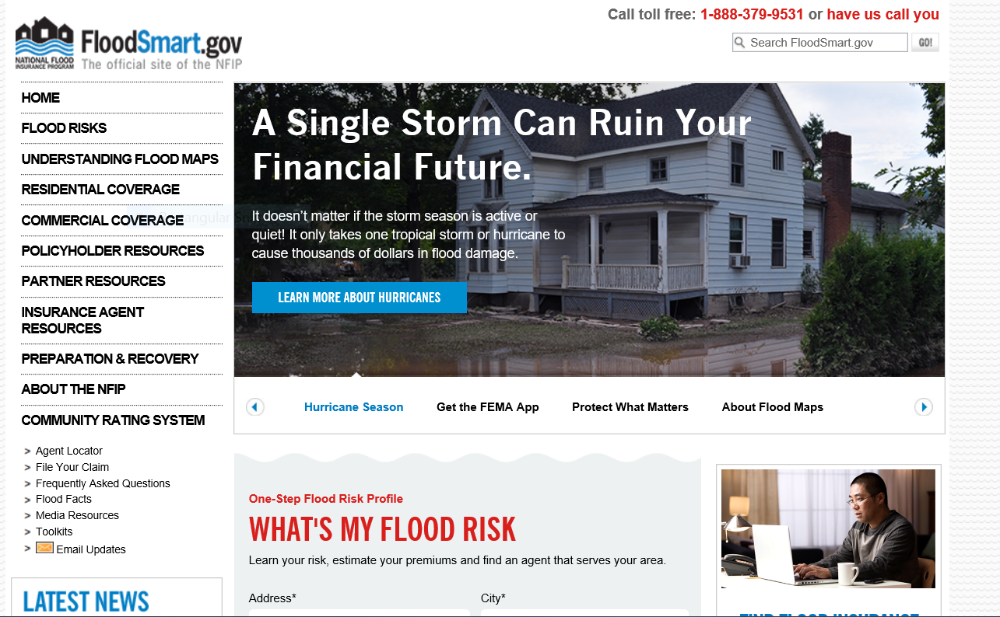 Call toll free: 1-888-379-9531 or have us call you
NATIONAL FLOOD
INSURANCE PROGRAM
FloodSmart.gov
The official site of the NFIP
Search FloodSmart.gov
GO!
HOME
FLOOD RISKS
UNDERSTANDING FLOOD MAPS
RESIDENTIAL COVERAGE
COMMERCIAL COVERAGE
POLICYHOLDER RESOURCES
PARTNER RESOURCES
INSURANCE AGENT
RESOURCES
PREPARATION & RECOVERY
ABOUT THE NFIP
COMMUNITY RATING SYSTEM
> Agent Locator
> File Your Claim
> Frequently Asked Questions
> Flood Facts
> Media Resources
> Toolkits
> Email Updates
LATEST NEWS
A Single Storm Can Ruin Your
Financial Future.
It doesn't matter if the storm season is active or
quiet! It only takes one tropical storm or hurricane to
cause thousands of dollars in flood damage.
LEARN MORE ABOUT HURRICANES
Hurricane Season
Get the FEMA App
Protect What Matters
About Flood Maps
One-Step Flood Risk Profile
WHAT'S MY FLOOD RISK
Learn your risk, estimate your premiums and find an agent that serves your area.
Address*
City*
FIND FLOOD INSURANCE